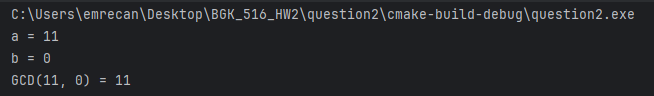 C:\Users\emrecan\Desktop\BGK_516_HW2\question2\cmake-build-debug\question2.exe
a = 11
b = 0
GCD(11, 0) = 11